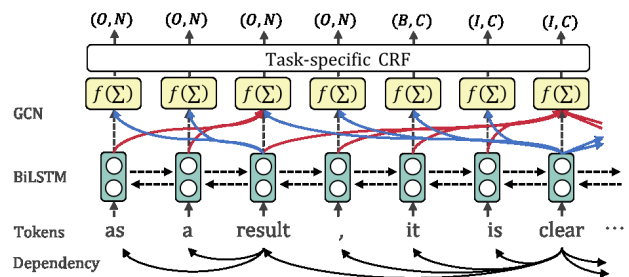 (O, N) (O, N) (O, N) (O, N) (B, C) (I, C) (I, C)
Task-specific CRF
GCN f(Σ) f(Σ) f(Σ) f(Σ) f(Σ) f(Σ) f(Σ)
BiLSTM
Tokens as a result , it is clear ⋯
Dependency